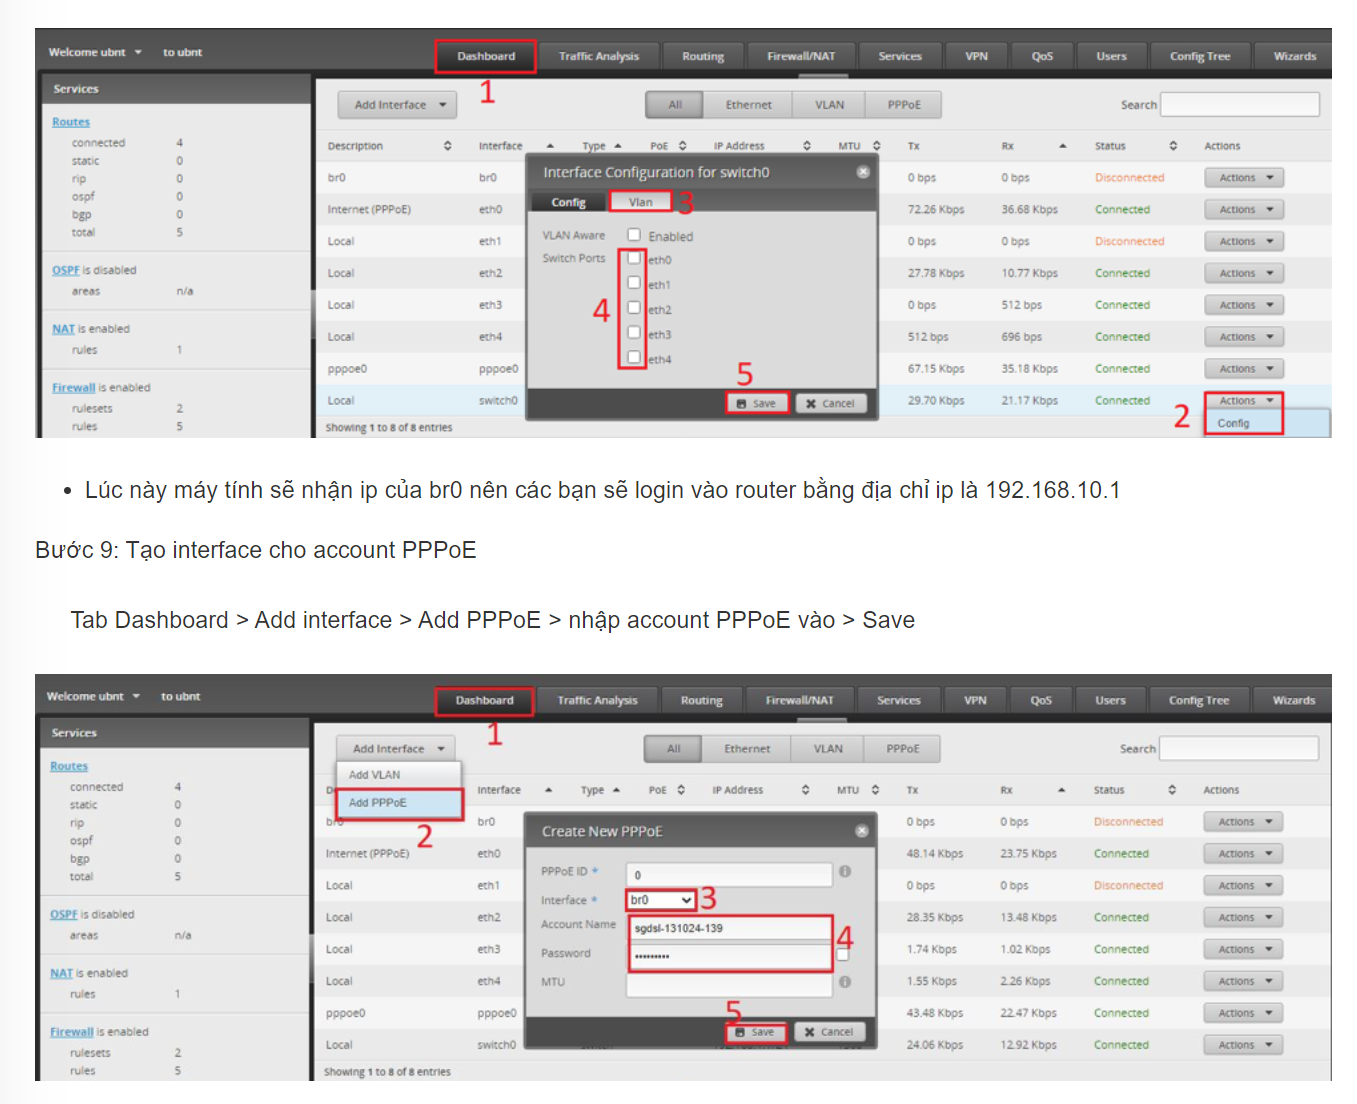 Welcome ubnt to ubnt
Dashboard Traffic Analysis Routing Firewall/NAT Services VPN QoS Users Config Tree Wizards
1
Services
Routes
connected 4
static 0
rip 0
ospf 0
bgp 0
total 5
OSPF is disabled
areas n/a
NAT is enabled
rules 1
Firewall is enabled
rulesets 2
rules 5
Add Interface All Ethernet VLAN PPPoE Search
Description Interface Type PoE IP Address MTU Tx Rx Status Actions
br0 br0 0 bps 0 bps Disconnected Actions
Internet (PPPoE) eth0 72.26 Kbps 36.68 Kbps Connected Actions
Local eth1 0 bps 0 bps Disconnected Actions
Local eth2 27.78 Kbps 10.77 Kbps Connected Actions
Local eth3 0 bps 512 bps Connected Actions
Local eth4 512 bps 696 bps Connected Actions
pppoe0 pppoe0 67.15 Kbps 35.18 Kbps Connected Actions
Local switch0 29.70 Kbps 21.17 Kbps Connected Actions
2 Config
Showing 1 to 8 of 8 entries
Interface Configuration for switch0
Config Vlan 3
VLAN Aware Enabled
Switch Ports eth0
eth1
4 eth2
eth3
eth4
5
Save Cancel
• Lúc này máy tính sẽ nhận ip của br0 nên các bạn sẽ login vào router bằng địa chỉ ip là 192.168.10.1
Bước 9: Tạo interface cho account PPPoE
Tab Dashboard > Add interface > Add PPPoE > nhập account PPPoE vào > Save
Welcome ubnt to ubnt
Dashboard Traffic Analysis Routing Firewall/NAT Services VPN QoS Users Config Tree Wizards
1
Services
Routes
connected 4
static 0
rip 0
ospf 0
bgp 0
total 5
OSPF is disabled
areas n/a
NAT is enabled
rules 1
Firewall is enabled
rulesets 2
rules 5
Add Interface All Ethernet VLAN PPPoE Search
Add VLAN
Add PPPoE
2
Interface Type PoE IP Address MTU Tx Rx Status Actions
br0 br0 0 bps 0 bps Disconnected Actions
Internet (PPPoE) eth0 48.14 Kbps 23.75 Kbps Connected Actions
Local eth1 0 bps 0 bps Disconnected Actions
Local eth2 28.35 Kbps 13.48 Kbps Connected Actions
Local eth3 1.74 Kbps 1.02 Kbps Connected Actions
Local eth4 1.55 Kbps 2.26 Kbps Connected Actions
pppoe0 pppoe0 43.48 Kbps 22.47 Kbps Connected Actions
Local switch0 24.06 Kbps 12.92 Kbps Connected Actions
Showing 1 to 8 of 8 entries
Create New PPPoE
PPPoE ID * 0
Interface * br0 3
Account Name sgdsl-131024-139
4
Password •••••••••
MTU
5
Save Cancel